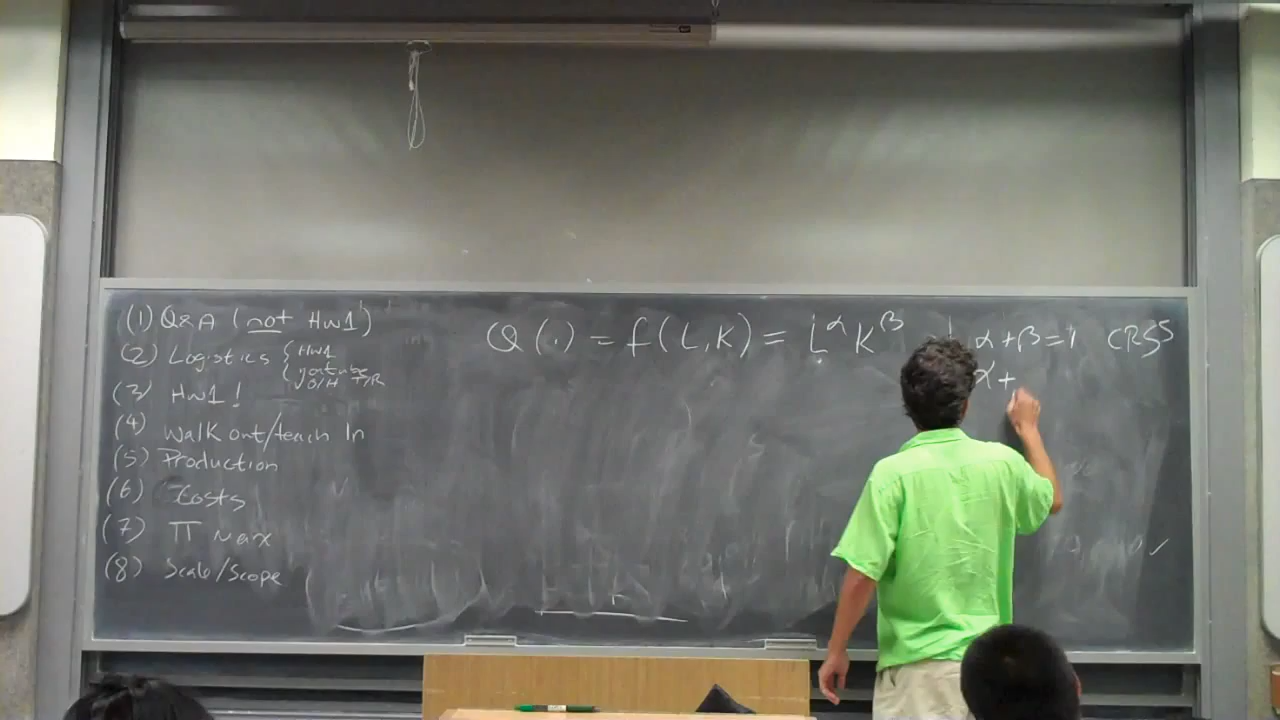 (1) Q&A (not HW1)
(2) Logistics { HW1
{ youtube
O/H T/R
(3) HW1!
(4) Walk out/teach In
(5) Production
(6) Costs
(7) Π Max
(8) Scale/Scope
Q(.) = f(L,K) = L^α K^β
α+β=1 CRS
α+